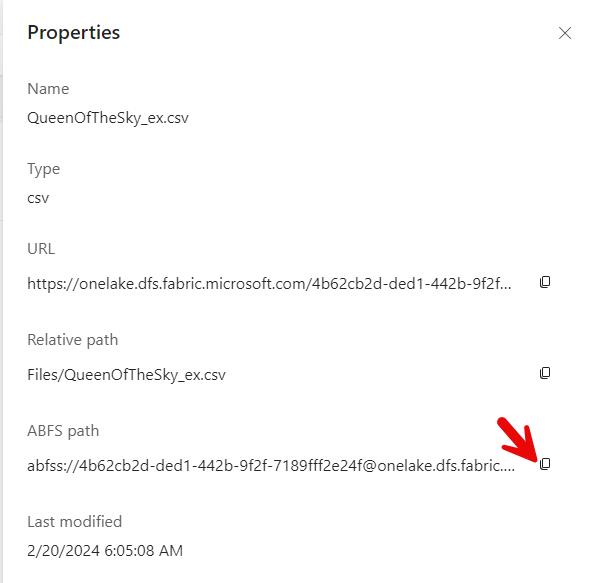 Properties
Name
QueenOfTheSky_ex.csv
Type
csv
URL
https://onelake.dfs.fabric.microsoft.com/4b62cb2d-ded1-442b-9f2f...
Relative path
Files/QueenOfTheSky_ex.csv
ABFS path
abfss://4b62cb2d-ded1-442b-9f2f-7189fff2e24f@onelake.dfs.fabric....
Last modified
2/20/2024 6:05:08 AM